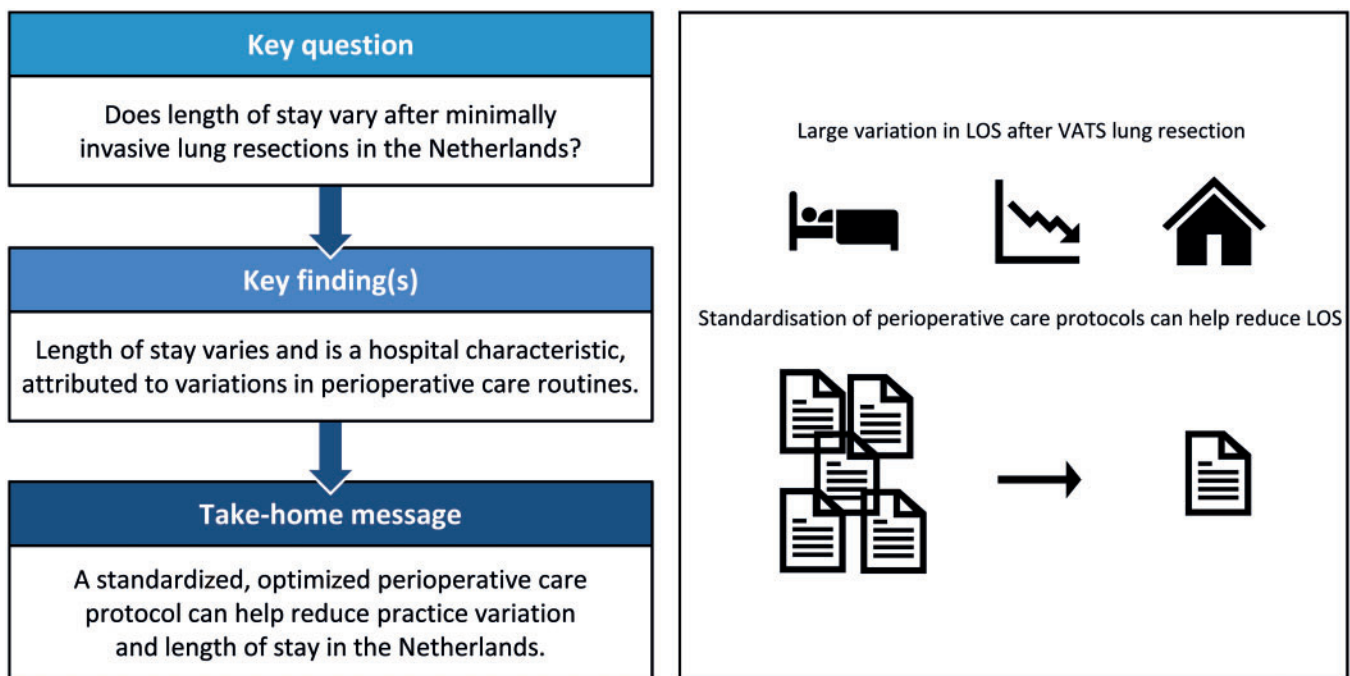 Key question
Does length of stay vary after minimally
invasive lung resections in the Netherlands?
Key finding(s)
Length of stay varies and is a hospital characteristic,
attributed to variations in perioperative care routines.
Take-home message
A standardized, optimized perioperative care
protocol can help reduce practice variation
and length of stay in the Netherlands.
Large variation in LOS after VATS lung resection
Standardisation of perioperative care protocols can help reduce LOS